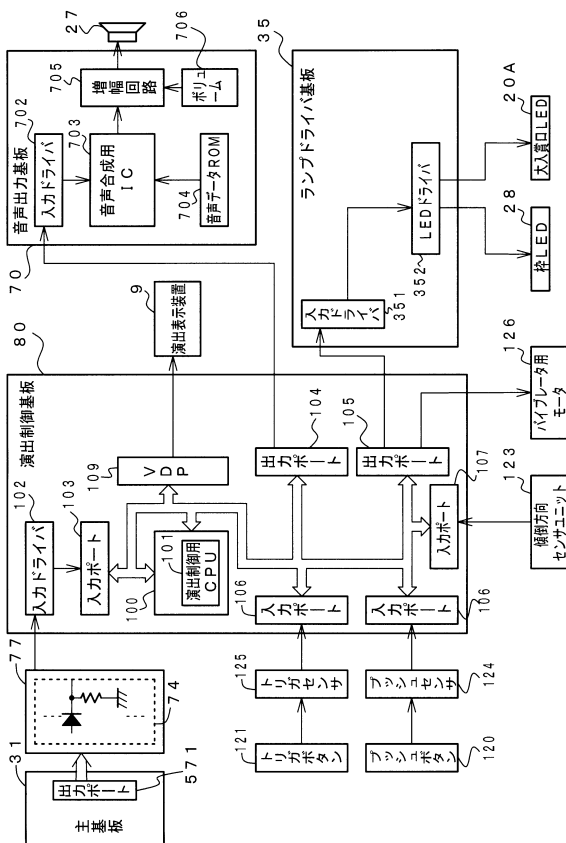 主基板
31
出力ポート
571
77
74
演出制御基板
80
入力ドライバ
102
入力ポート
103
100
演出制御用
CPU
101
VDP
109
演出表示装置
9
出力ポート
104
出力ポート
105
入力ポート
106
入力ポート
106
入力ポート
107
トリガボタン
121
トリガセンサ
125
プッシュボタン
120
プッシュセンサ
124
傾倒方向
センサユニット
123
バイブレータ用
モータ
126
音声出力基板
70
入力ドライバ
702
音声合成用
IC
703
音声データROM
704
増幅回路
705
ボリューム
706
27
ランプドライバ基板
35
入力ドライバ
351
LEDドライバ
352
枠LED
28
大入賞口LED
20A